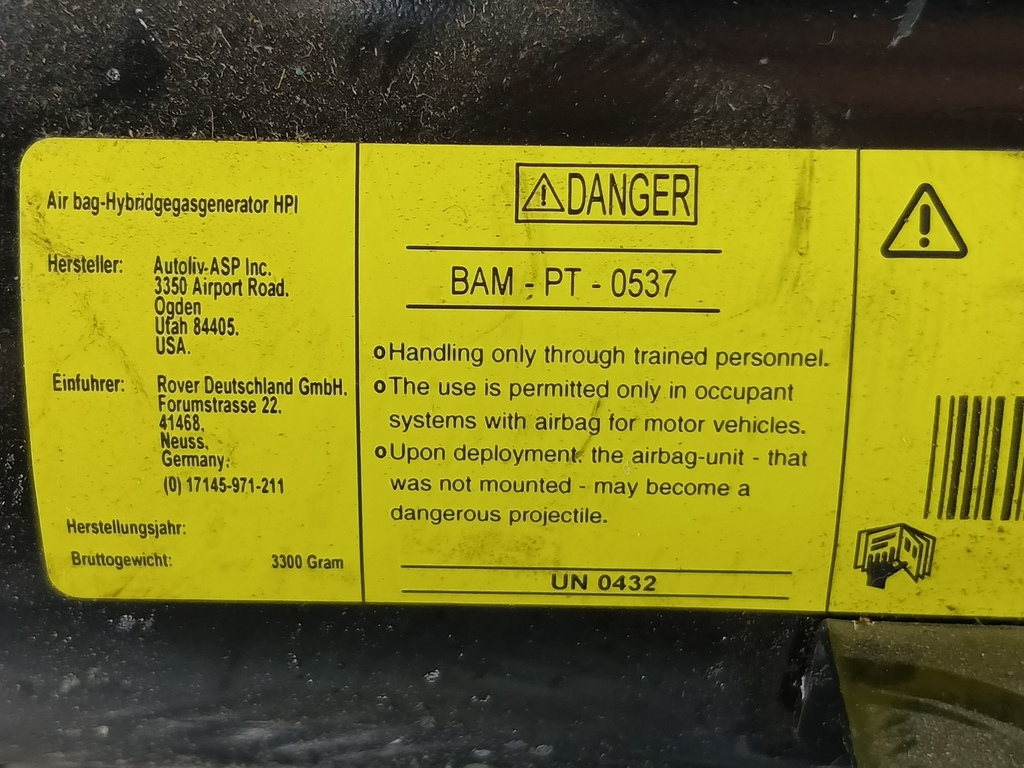 Air bag-Hybridgegasgenerator HPI
Hersteller: Autoliv-ASP Inc.
3350 Airport Road.
Ogden
Utah 84405.
USA.
Einfuhrer: Rover Deutschland GmbH.
Forumstrasse 22.
41468.
Neuss.
Germany.
(0) 17145-971-211
Herstellungsjahr:
Bruttogewicht: 3300 Gram
DANGER
BAM - PT - 0537
o Handling only through trained personnel.
o The use is permitted only in occupant
systems with airbag for motor vehicles.
o Upon deployment. the airbag-unit - that
was not mounted - may become a
dangerous projectile.
UN 0432